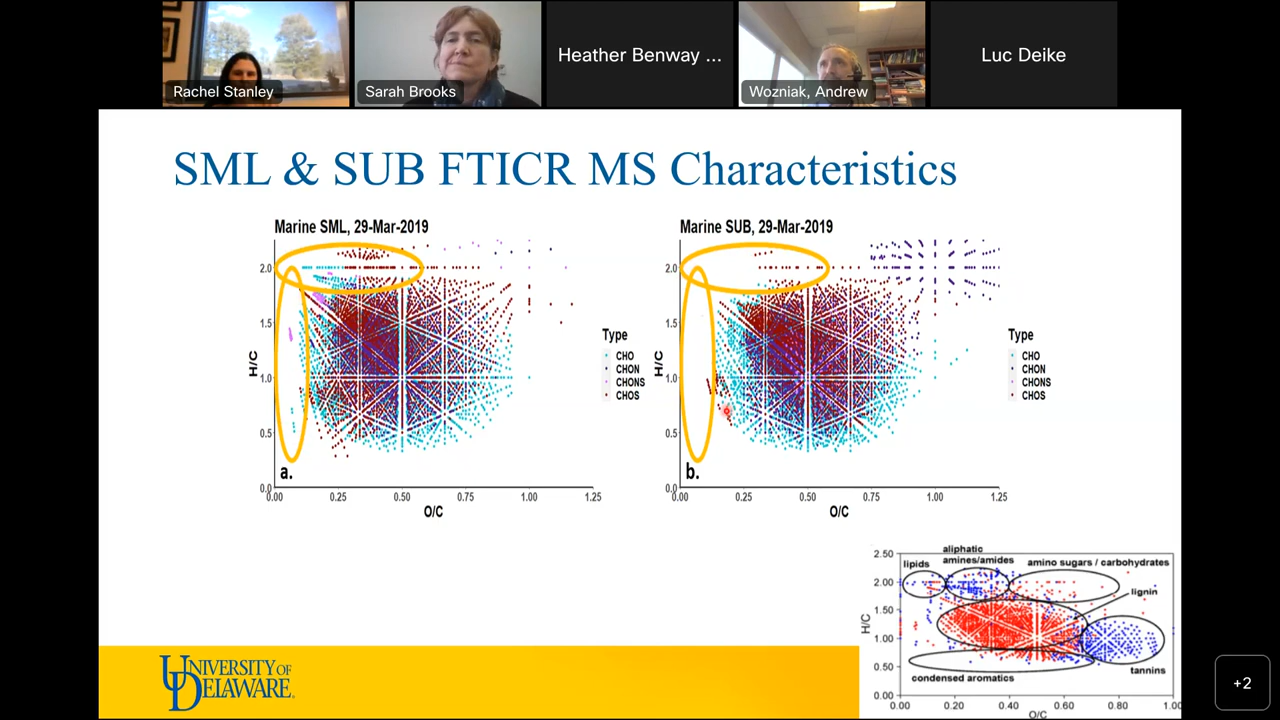 Rachel Stanley
Sarah Brooks
Heather Benway ...
Wozniak, Andrew
Luc Deike
SML & SUB FTICR MS Characteristics
Marine SML, 29-Mar-2019
2.0
1.5
1.0
0.5
0.0
H/C
a.
0.00 0.25 0.50 0.75 1.00 1.25
O/C
Type
CHO
CHON
CHONS
CHOS
Marine SUB, 29-Mar-2019
2.0
1.5
1.0
0.5
0.0
H/C
b.
0.00 0.25 0.50 0.75 1.00 1.25
O/C
Type
CHO
CHON
CHONS
CHOS
2.50
2.00
1.50
1.00
0.50
0.00
H/C
lipids
aliphatic
amines/amides
amino sugars / carbohydrates
lignin
tannins
condensed aromatics
0.00 0.20 0.40 0.60 0.80 1.00
O/C
UNIVERSITY OF
DELAWARE
+2